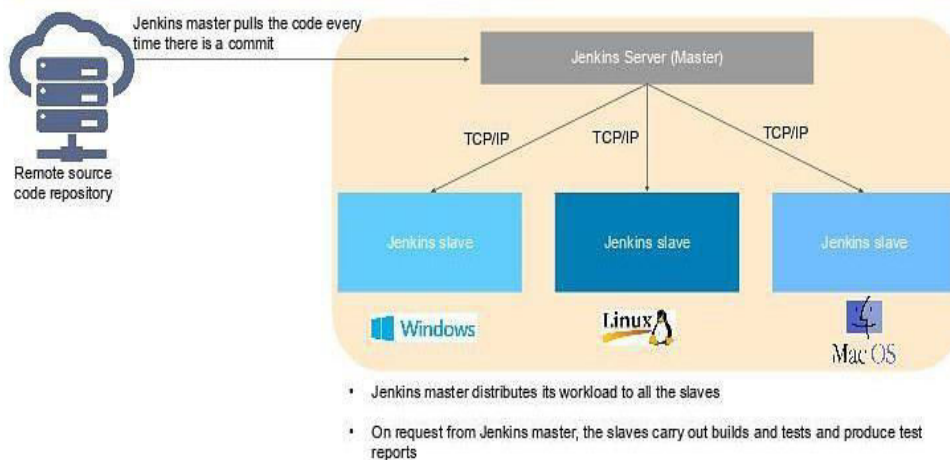 Jenkins master pulls the code every
time there is a commit
Remote source
code repository
Jenkins Server (Master)
TCP/IP
TCP/IP
TCP/IP
Jenkins slave
Jenkins slave
Jenkins slave
Windows
Linux
Mac OS
• Jenkins master distributes its workload to all the slaves
• On request from Jenkins master, the slaves carry out builds and tests and produce test
reports